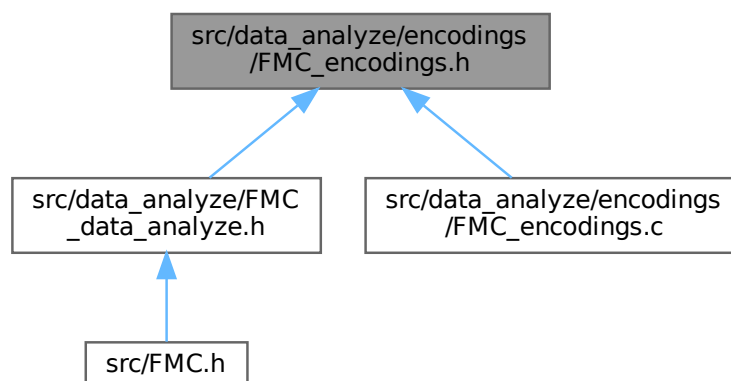 src/data_analyze/encodings
/FMC_encodings.h
src/data_analyze/FMC
_data_analyze.h
src/data_analyze/encodings
/FMC_encodings.c
src/FMC.h